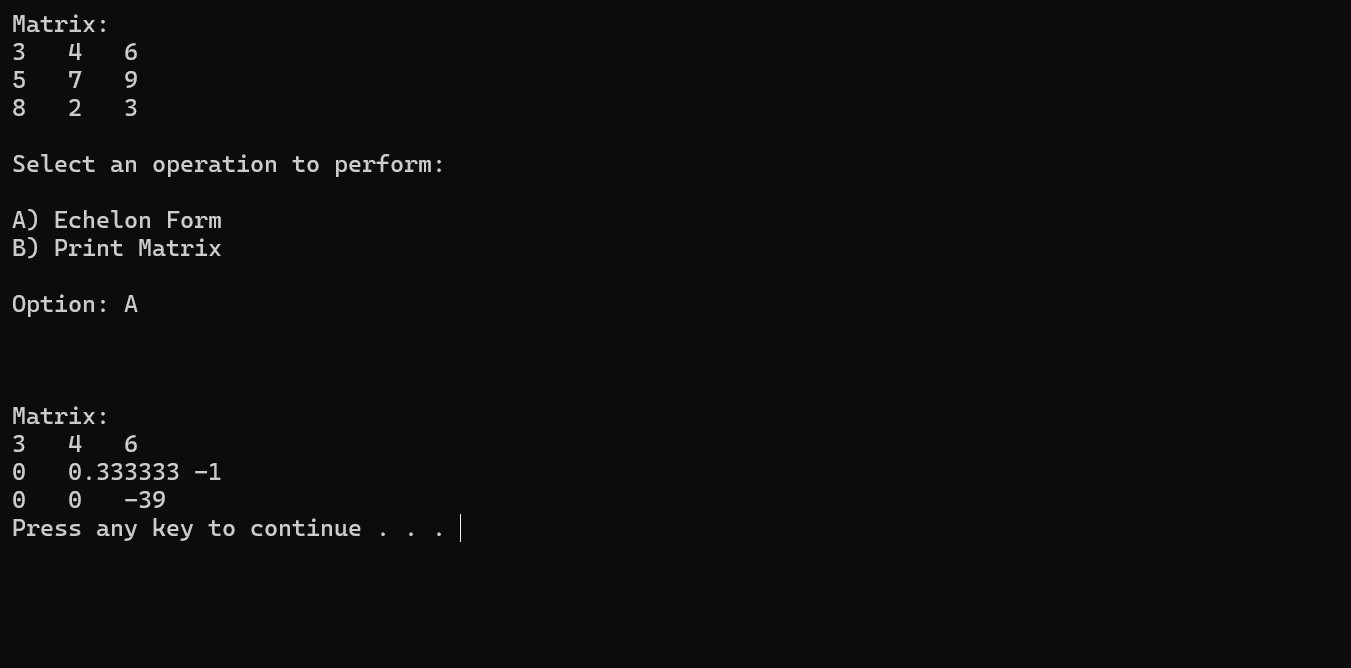 Matrix:
3   4   6
5   7   9
8   2   3
Select an operation to perform:
A) Echelon Form
B) Print Matrix
Option: A
Matrix:
3   4   6
0   0.333333 -1
0   0   -39
Press any key to continue . . .